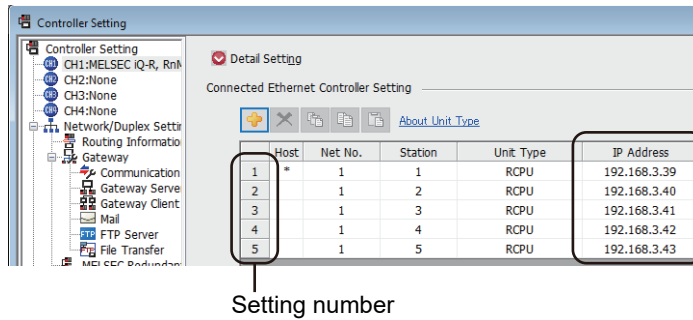 Controller Setting
Controller Setting
CH1:MELSEC iQ-R, RnM
CH2:None
CH3:None
CH4:None
Network/Duplex Settir
Routing Informatio
Gateway
Communication
Gateway Server
Gateway Client
Mail
FTP Server
File Transfer
MELSEC Redundan
Detail Setting
Connected Ethernet Controller Setting
About Unit Type
Host Net No. Station Unit Type IP Address
1 * 1 1 RCPU 192.168.3.39
2 1 2 RCPU 192.168.3.40
3 1 3 RCPU 192.168.3.41
4 1 4 RCPU 192.168.3.42
5 1 5 RCPU 192.168.3.43
Setting number